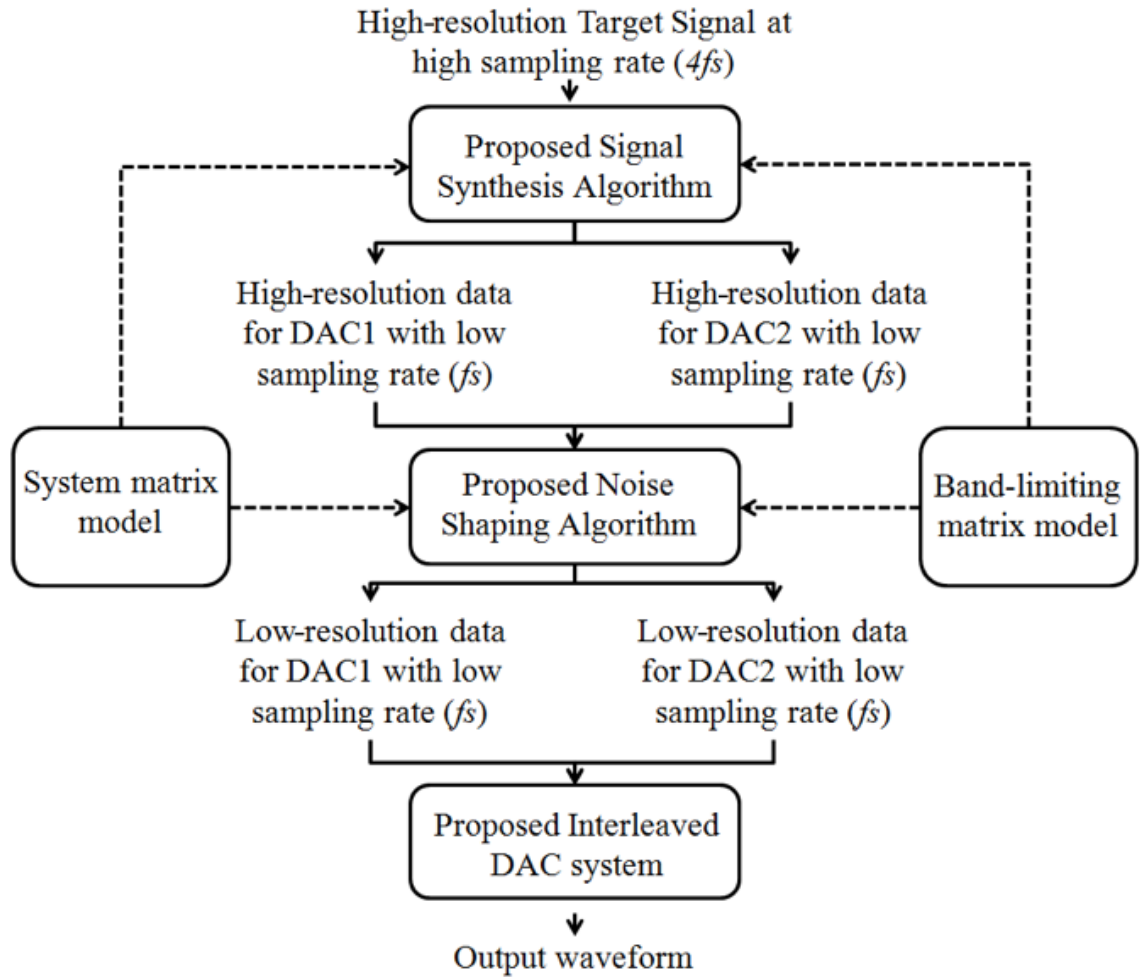 High-resolution Target Signal at
high sampling rate (4fs)
Proposed Signal
Synthesis Algorithm
High-resolution data
for DAC1 with low
sampling rate (fs)
High-resolution data
for DAC2 with low
sampling rate (fs)
System matrix
model
Proposed Noise
Shaping Algorithm
Band-limiting
matrix model
Low-resolution data
for DAC1 with low
sampling rate (fs)
Low-resolution data
for DAC2 with low
sampling rate (fs)
Proposed Interleaved
DAC system
Output waveform